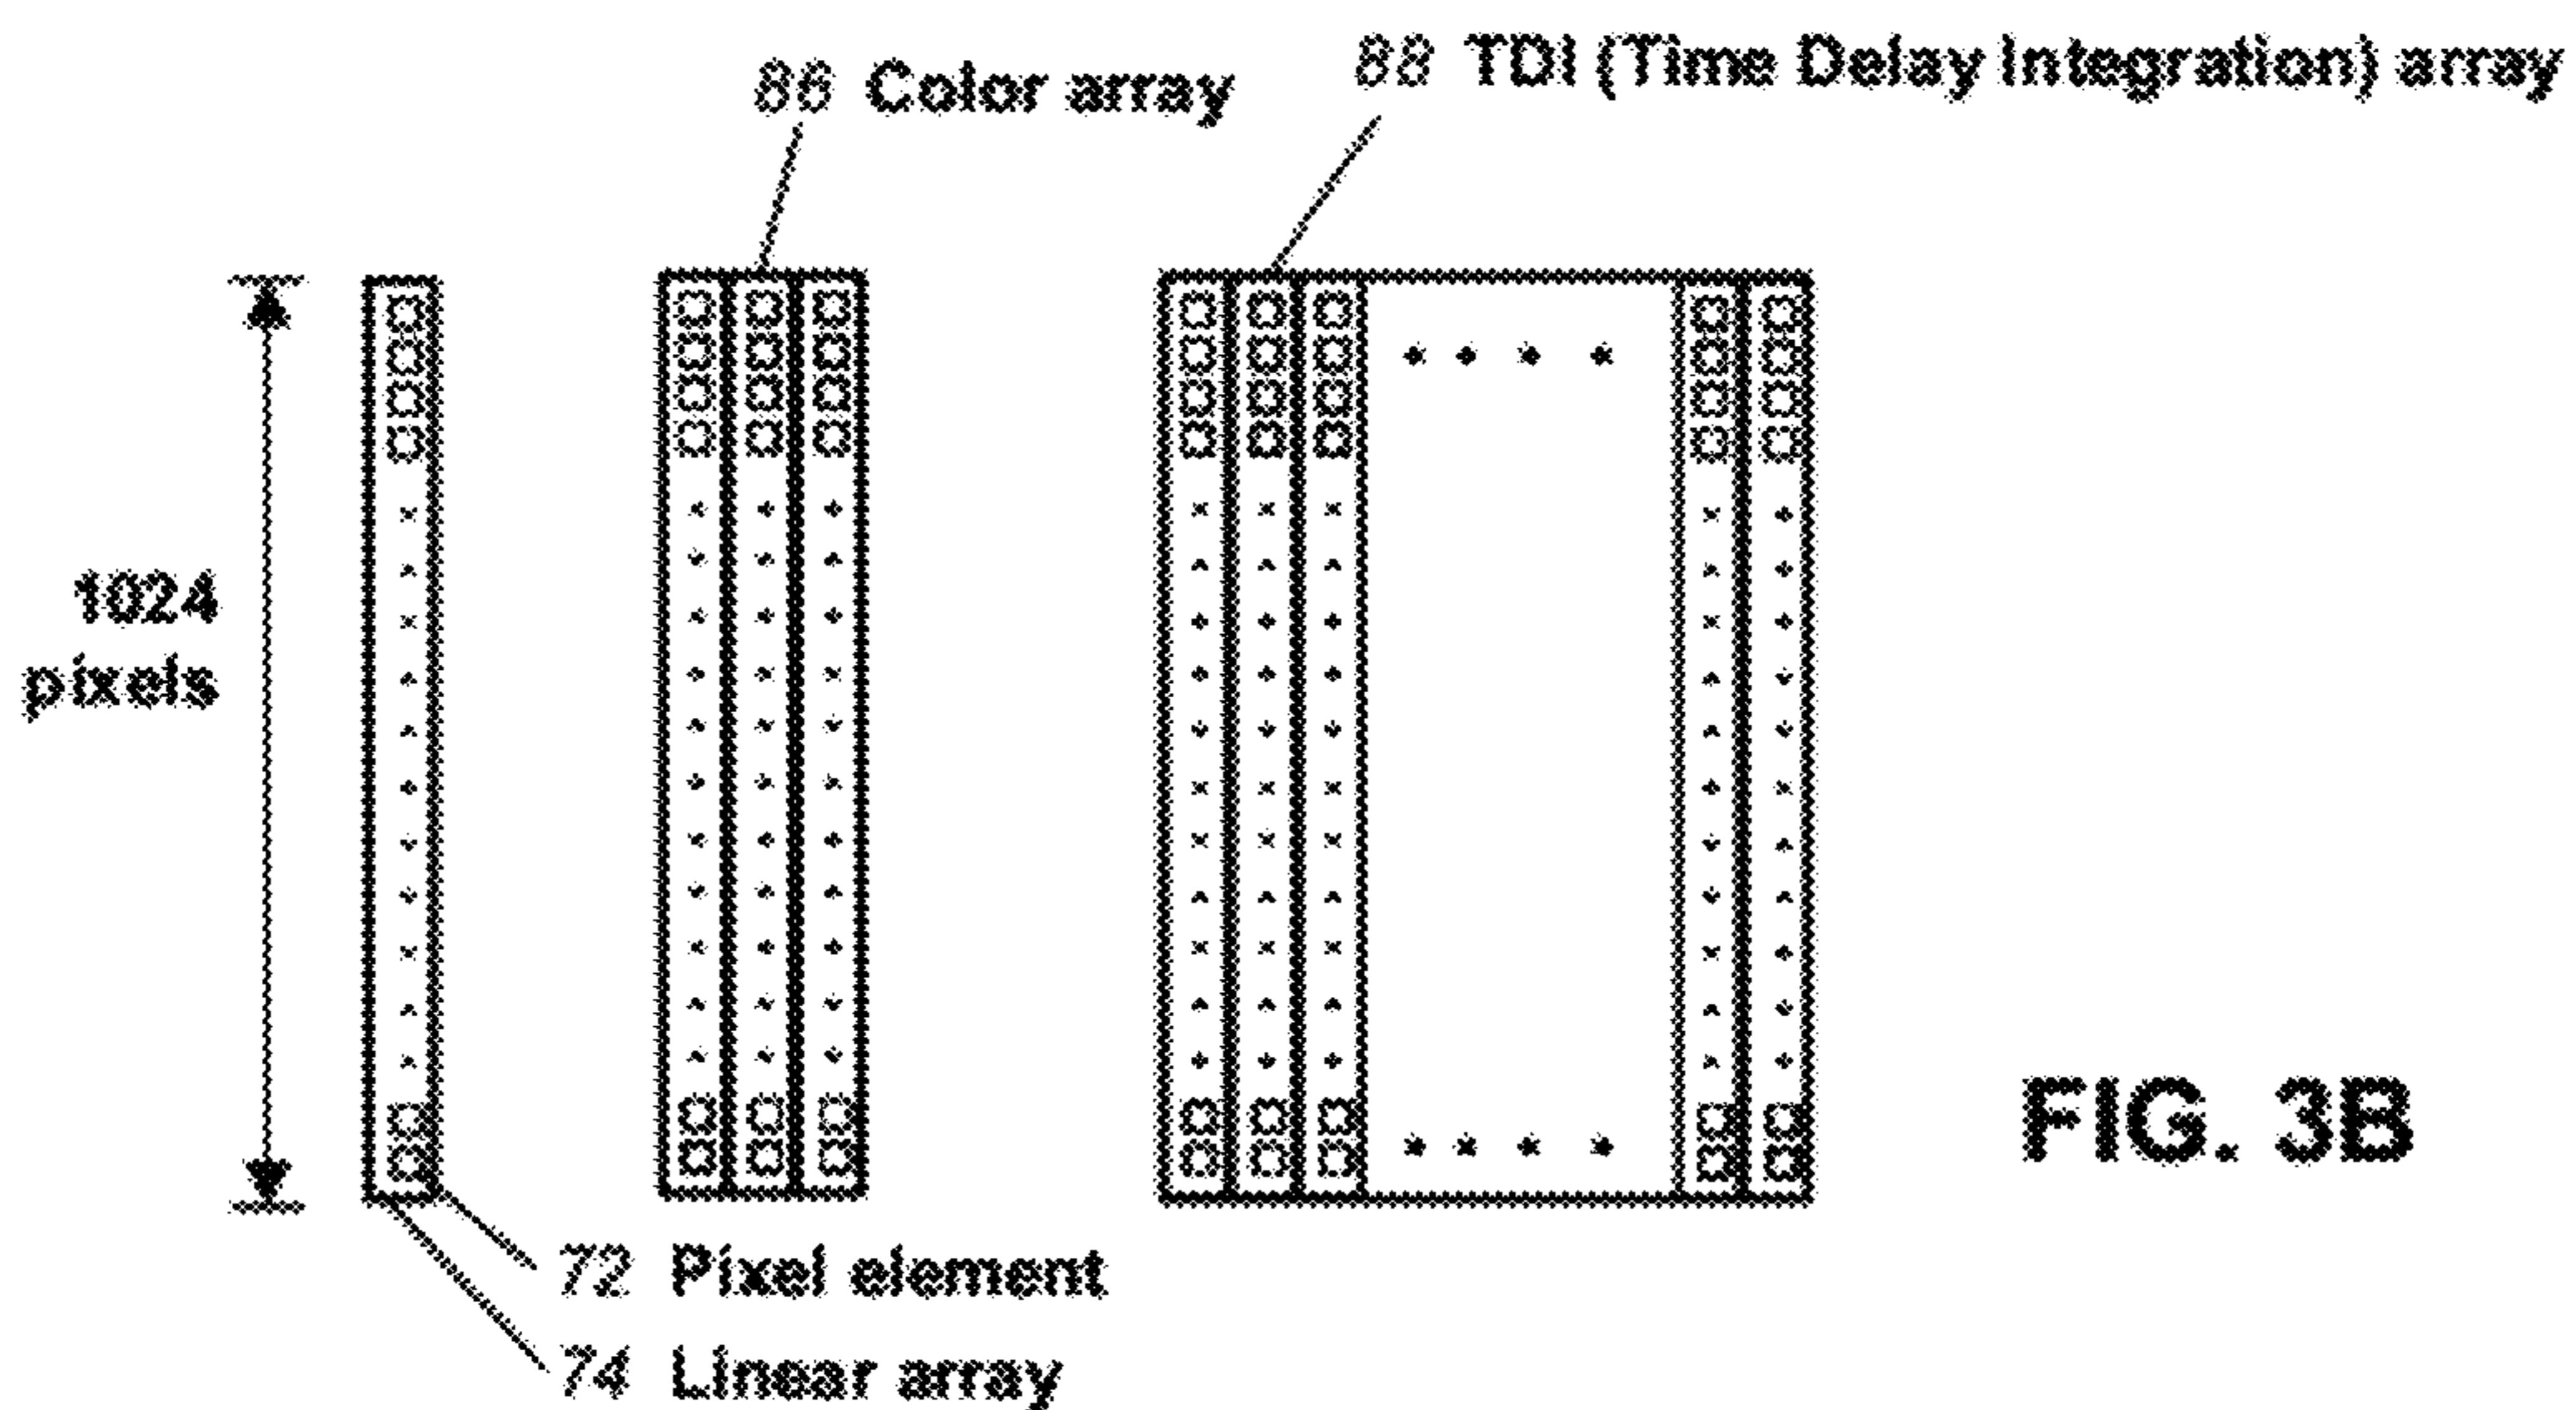 86 Color array
88 TDI (Time Delay Integration) array
1024
pixels
72 Pixel element
74 Linear array
FIG. 3B